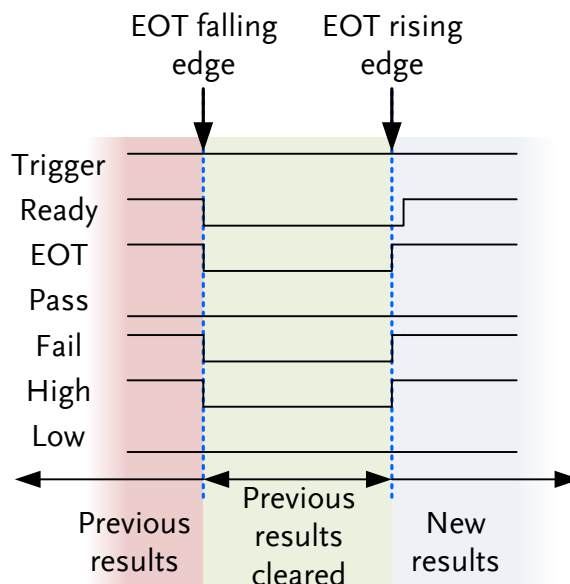 EOT falling
edge
EOT rising
edge
Trigger
Ready
EOT
Pass
Fail
High
Low
Previous
results
Previous
results
cleared
New
results